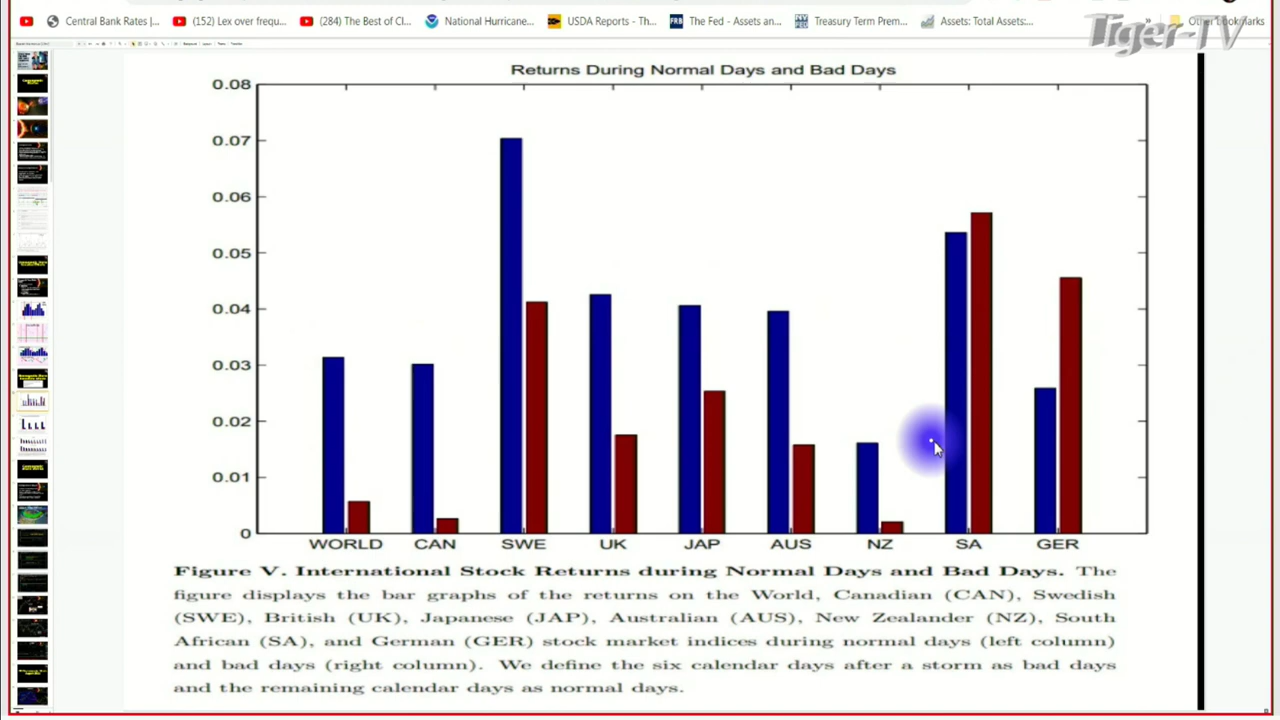 Central Bank Rates |...
(152) Lex over frequ...
(284) The Best of Cl...
National Hurricane...
USDA Reports - Th...
FRB
The Fed - Assets an...
Treasury Term Prem...
Assets: Total Assets:...
»
Other bookmarks
Tiger-TV
Returns During Normal Days and Bad Days
0.08
0.07
0.06
0.05
0.04
0.03
0.02
0.01
0
WORLD CAN SWE UK JAP AUS NZ SA GER
Figure V. International Stock Returns during Normal Days and Bad Days. The
figure displays the bar graphs of the returns on the World, Canadian (CAN), Swedish
(SWE), British (UK), Japanese (JAP), Australian AUS), New Zealander (NZ), South
African (SA), and German (GER) stock market in during normal days (left column)
and bad days (right colum We define the six calendar days after a storm as bad days
and the remaining calendar days as normal days.